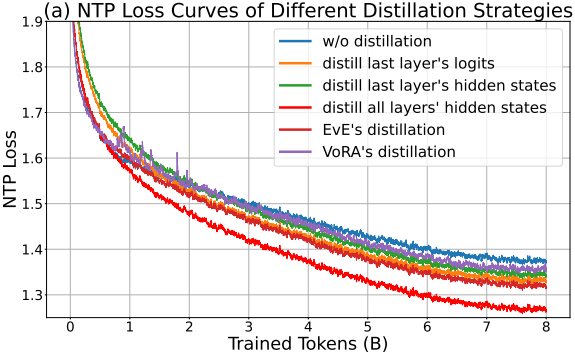 (a) NTP Loss Curves of Different Distillation Strategies
NTP Loss
1.9
1.8
1.7
1.6
1.5
1.4
1.3
w/o distillation
distill last layer's logits
distill last layer's hidden states
distill all layers' hidden states
EvE's distillation
VoRA's distillation
0 1 2 3 4 5 6 7 8
Trained Tokens (B)